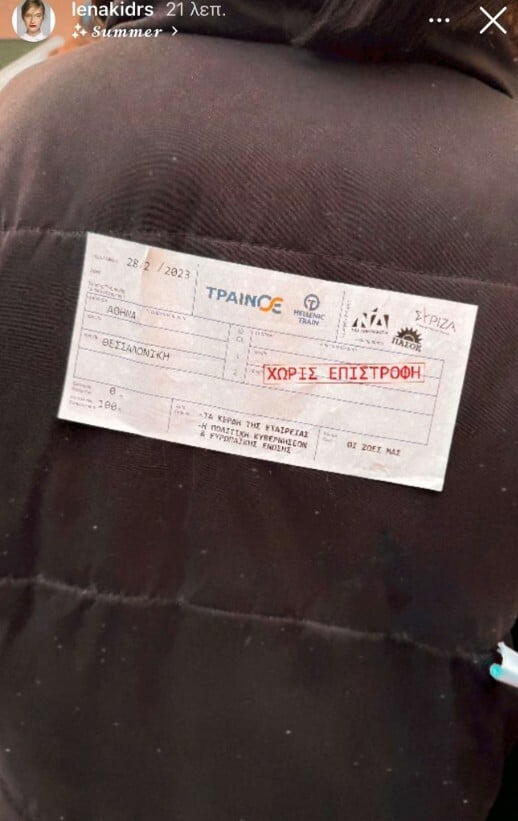 lenakidrs 21 λεπ.
Summer >
28/2 /2023
ΤΡΑΙΝΟΣΕ
HELLENIC
TRAIN
ΝΔ
ΠΑΣΟΚ
ΣΥΡΙΖΑ
ΑΘΗΝΑ
ΘΕΣΣΑΛΟΝΙΚΗ
ΧΩΡΙΣ ΕΠΙΣΤΡΟΦΗ
0
100
-ΤΑ ΚΕΡΔΗ ΤΗΣ ΕΤΑΙΡΕΙΑΣ
-Η ΠΟΛΙΤΙΚΗ ΚΥΒΕΡΝΗΣΕΩΝ
& ΕΥΡΩΠΑΪΚΗΣ ΕΝΩΣΗΣ
ΟΙ ΖΩΕΣ ΜΑΣ